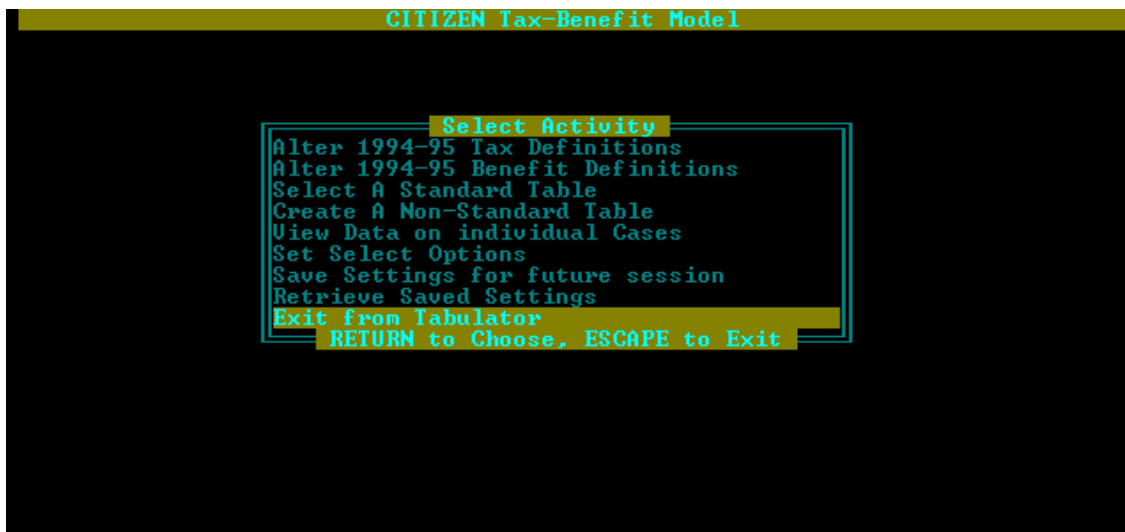 CITIZEN Tax-Benefit Model
Select Activity
Alter 1994-95 Tax Definitions
Alter 1994-95 Benefit Definitions
Select A Standard Table
Create A Non-Standard Table
View Data on individual Cases
Set Select Options
Save Settings for future session
Retrieve Saved Settings
Exit from Tabulator
RETURN to Choose, ESCAPE to Exit